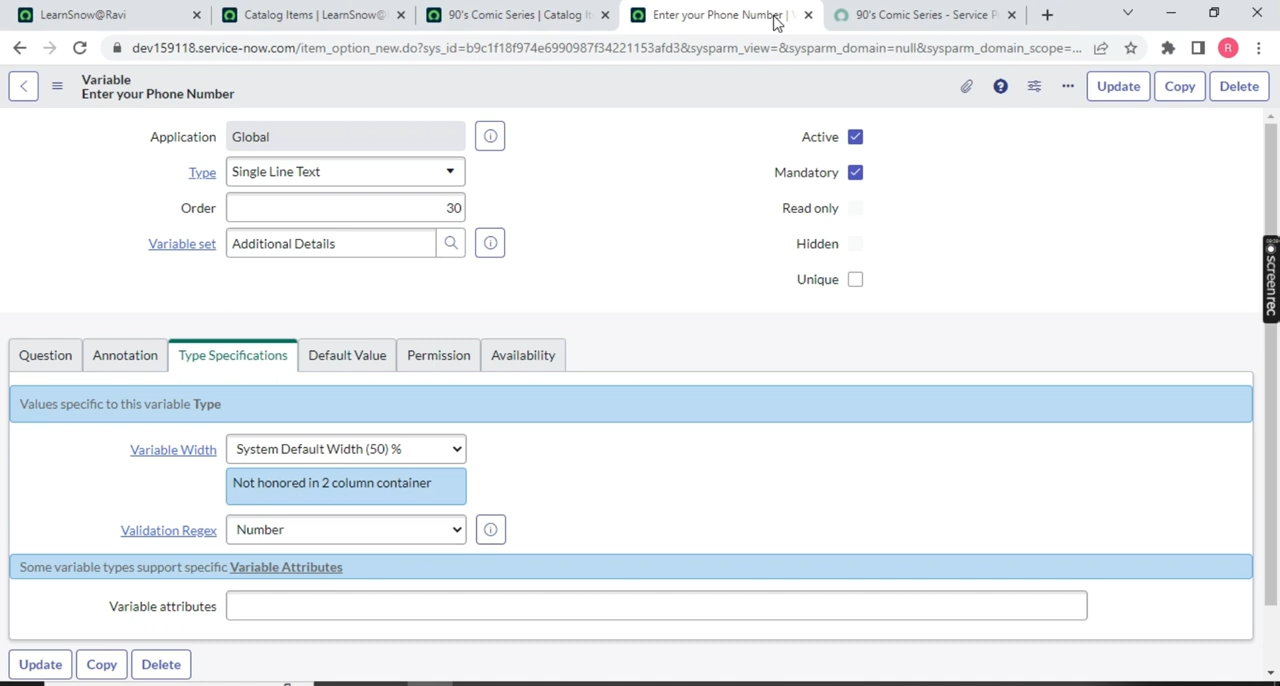 LearnSnow@Ravi
Catalog Items | LearnSnow@
90's Comic Series | Catalog It
Enter your Phone Number |
90's Comic Series - Service P
dev159118.service-now.com/item_option_new.do?sys_id=b9c1f18f974e6990987f34221153afd3&sysparm_view=&sysparm_domain=null&sysparm_domain_scope=...
R
Variable
Enter your Phone Number
Update
Copy
Delete
Application
Global
Active
Type
Single Line Text
Mandatory
Order
30
Read only
Variable set
Additional Details
Hidden
Unique
screenrec
Question
Annotation
Type Specifications
Default Value
Permission
Availability
Values specific to this variable Type
Variable Width
System Default Width (50) %
Not honored in 2 column container
Validation Regex
Number
Some variable types support specific Variable Attributes
Variable attributes
Update
Copy
Delete